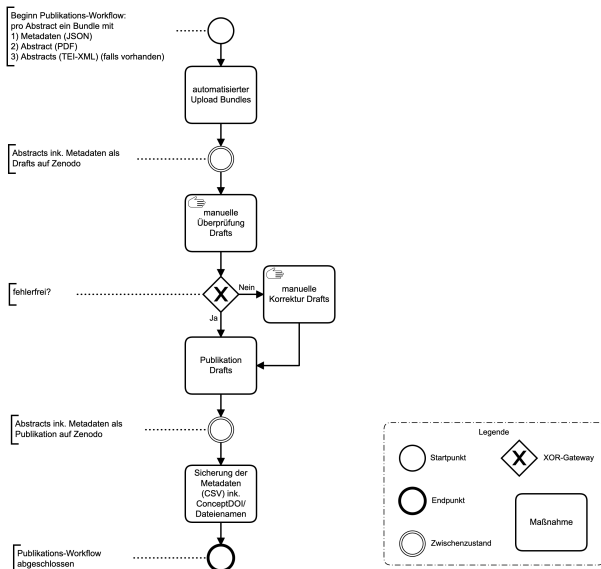 Beginn Publikations-Workflow:
pro Abstract ein Bundle mit
1) Metadaten (JSON)
2) Abstract (PDF)
3) Abstracts (TEI-XML) (falls vorhanden)
automatisierter
Upload Bundles
Abstracts ink. Metadaten als
Drafts auf Zenodo
manuelle
Überprüfung
Drafts
fehlerfrei?
X
Nein
manuelle
Korrektur Drafts
Ja
Publikation
Drafts
Abstracts ink. Metadaten als
Publikation auf Zenodo
Sicherung der
Metadaten
(CSV) ink.
ConceptDOI/
Dateienamen
Publikations-Workflow
abgeschlossen
Legende
Startpunkt
X
XOR-Gateway
Endpunkt
Maßnahme
Zwischenzustand